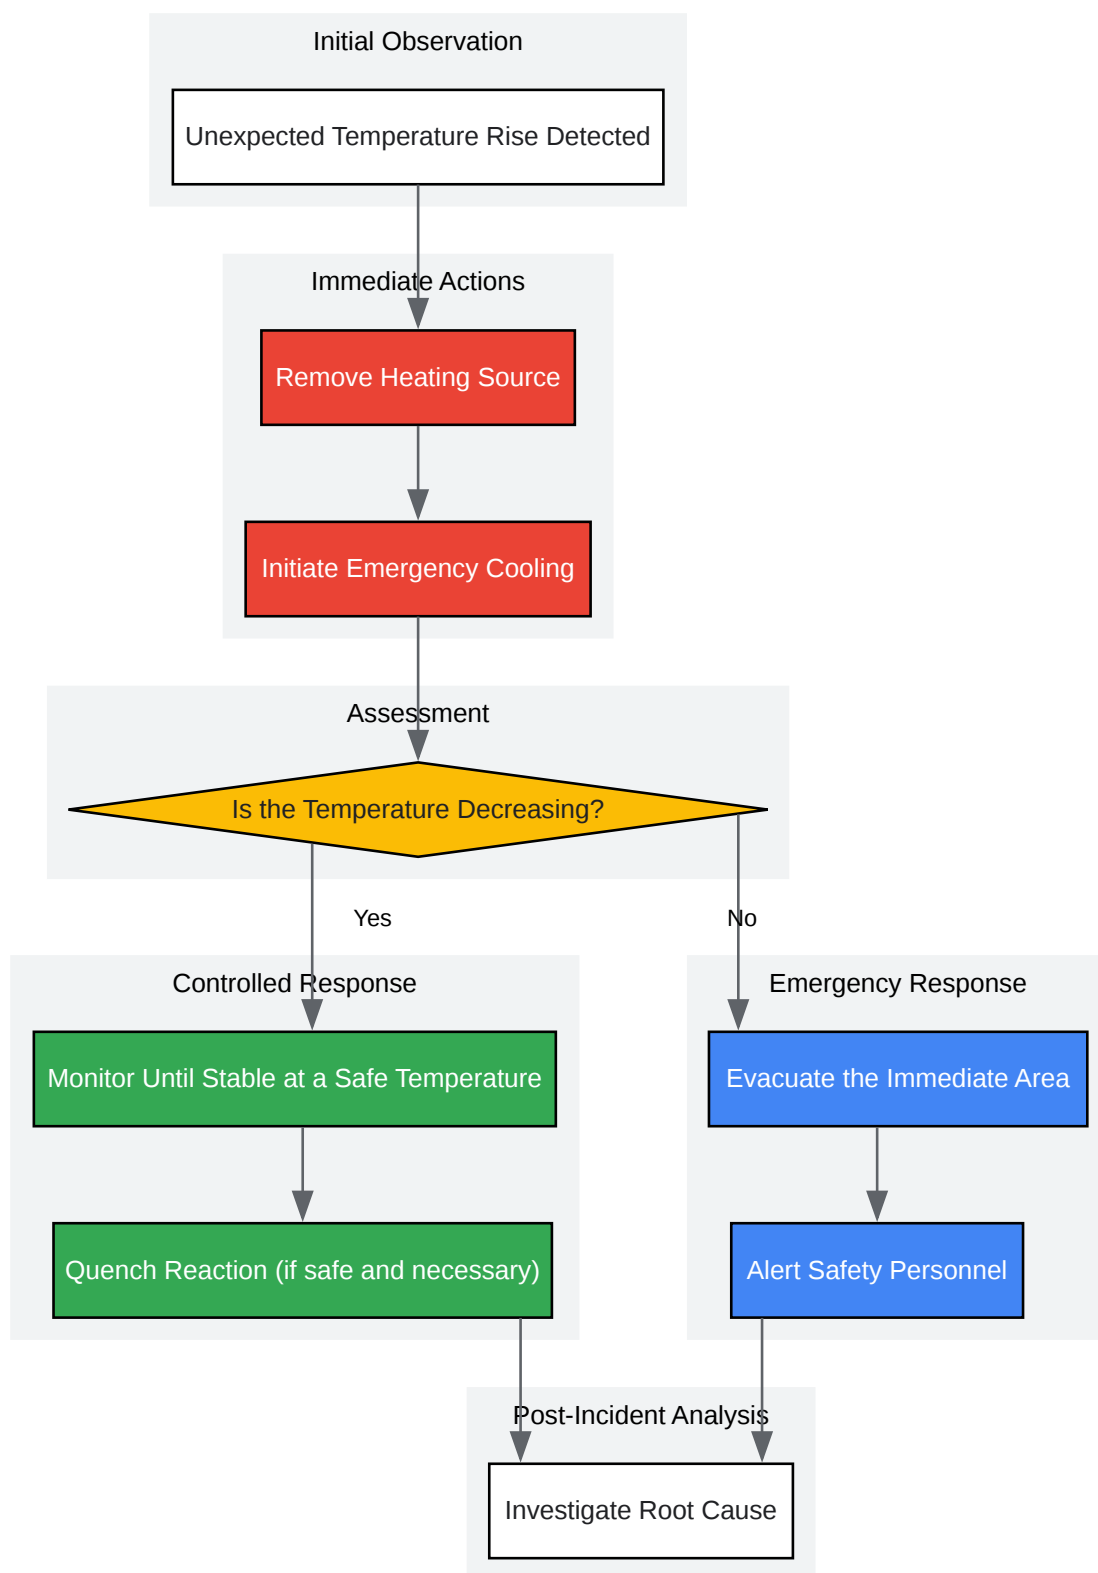 Initial Observation
Unexpected Temperature Rise Detected
Immediate Actions
Remove Heating Source
Initiate Emergency Cooling
Assessment
Is the Temperature Decreasing?
Yes
No
Controlled Response
Monitor Until Stable at a Safe Temperature
Quench Reaction (if safe and necessary)
Emergency Response
Evacuate the Immediate Area
Alert Safety Personnel
Post-Incident Analysis
Investigate Root Cause